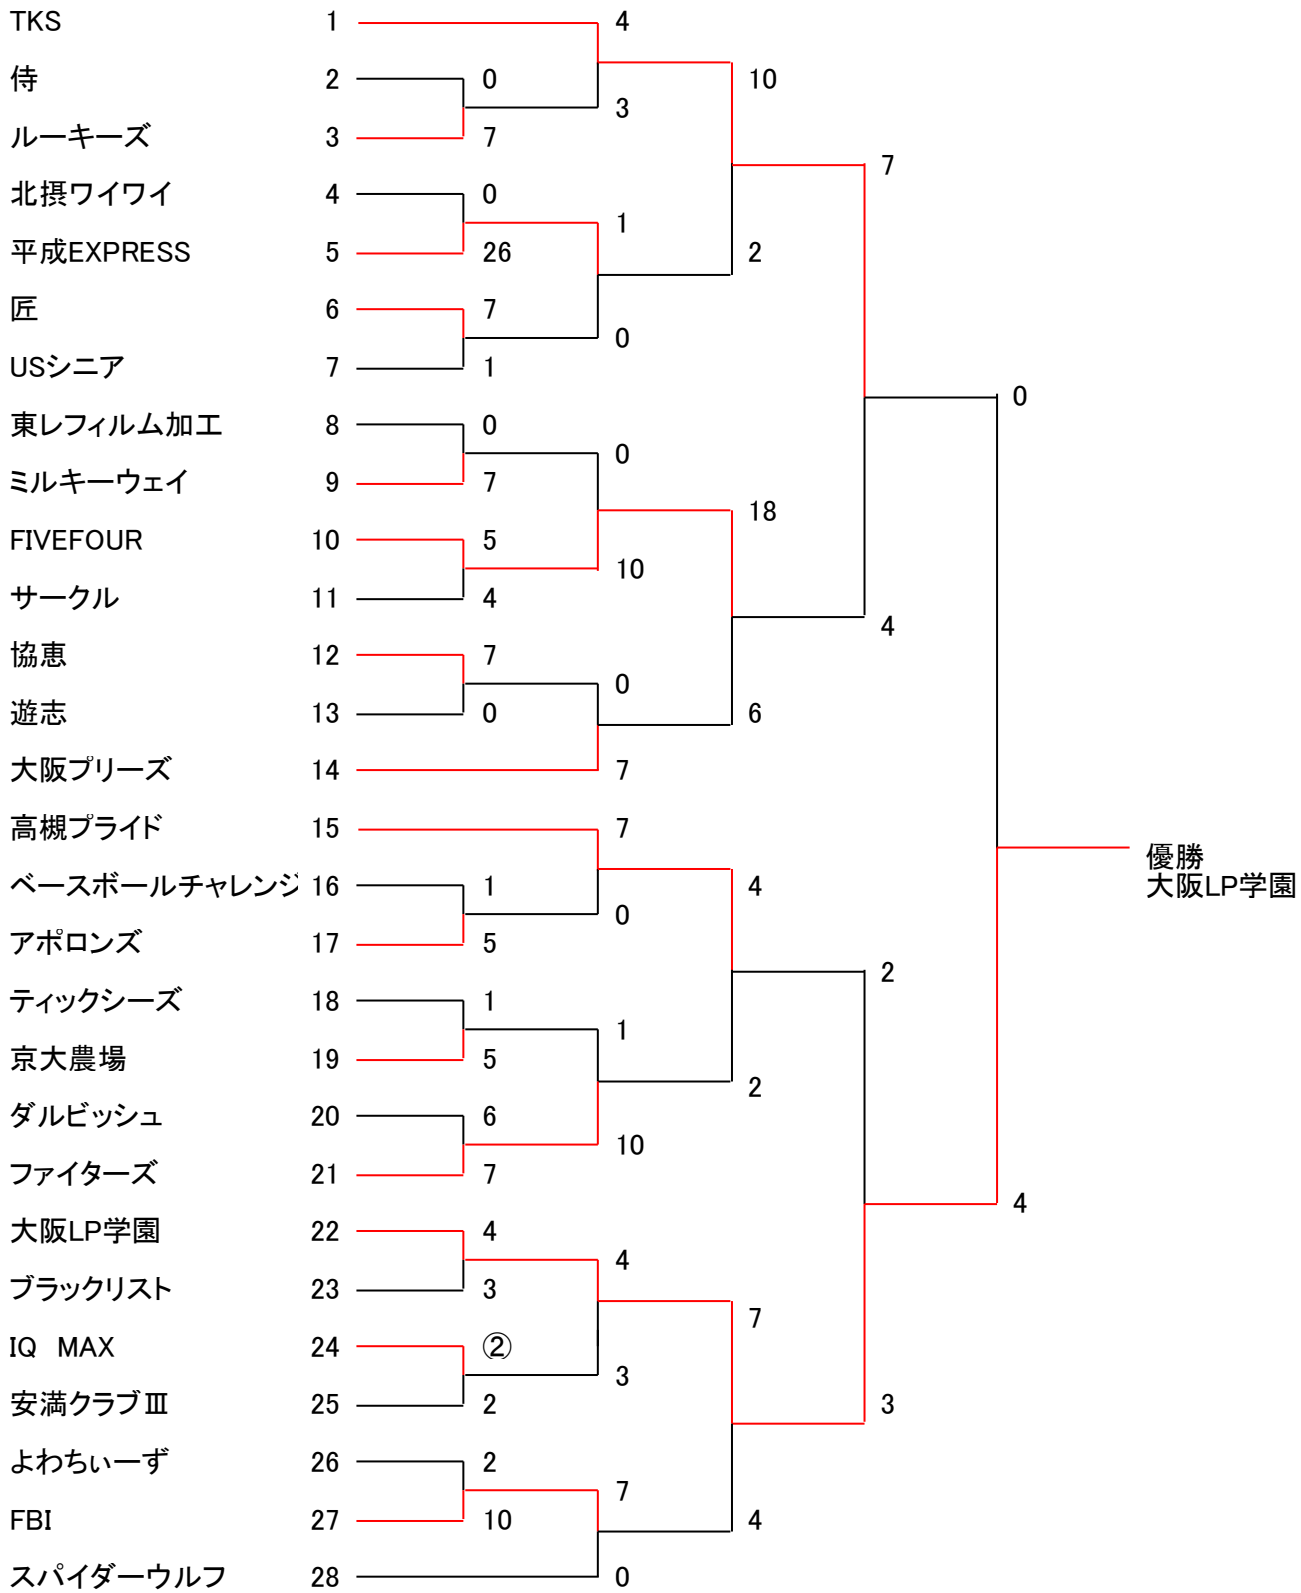 TKS 1 4
侍 2 0 10
ルーキーズ 3 7 3
北摂ワイワイ 4 0 7
平成EXPRESS 5 26 1 2
匠 6 7 0
USシニア 7 1
東レフィルム加工 8 0 0 0
ミルキーウェイ 9 7 18
FIVEFOUR 10 5 10
サークル 11 4 4
協恵 12 7 0
遊志 13 0 6
大阪プリーズ 14 7
高槻プライド 15 7
ベースボールチャレンジ 16 1 4
アポロンズ 17 5 0
ティックシーズ 18 1 1 2
京大農場 19 5 2
ダルビッシュ 20 6 10
ファイターズ 21 7
大阪LP学園 22 4 4 4
ブラックリスト 23 3 7
IQ MAX 24 ② 3
安満クラブⅢ 25 2 3
よわちぃーず 26 2 7
FBI 27 10 4
スパイダーウルフ 28 0
優勝
大阪LP学園